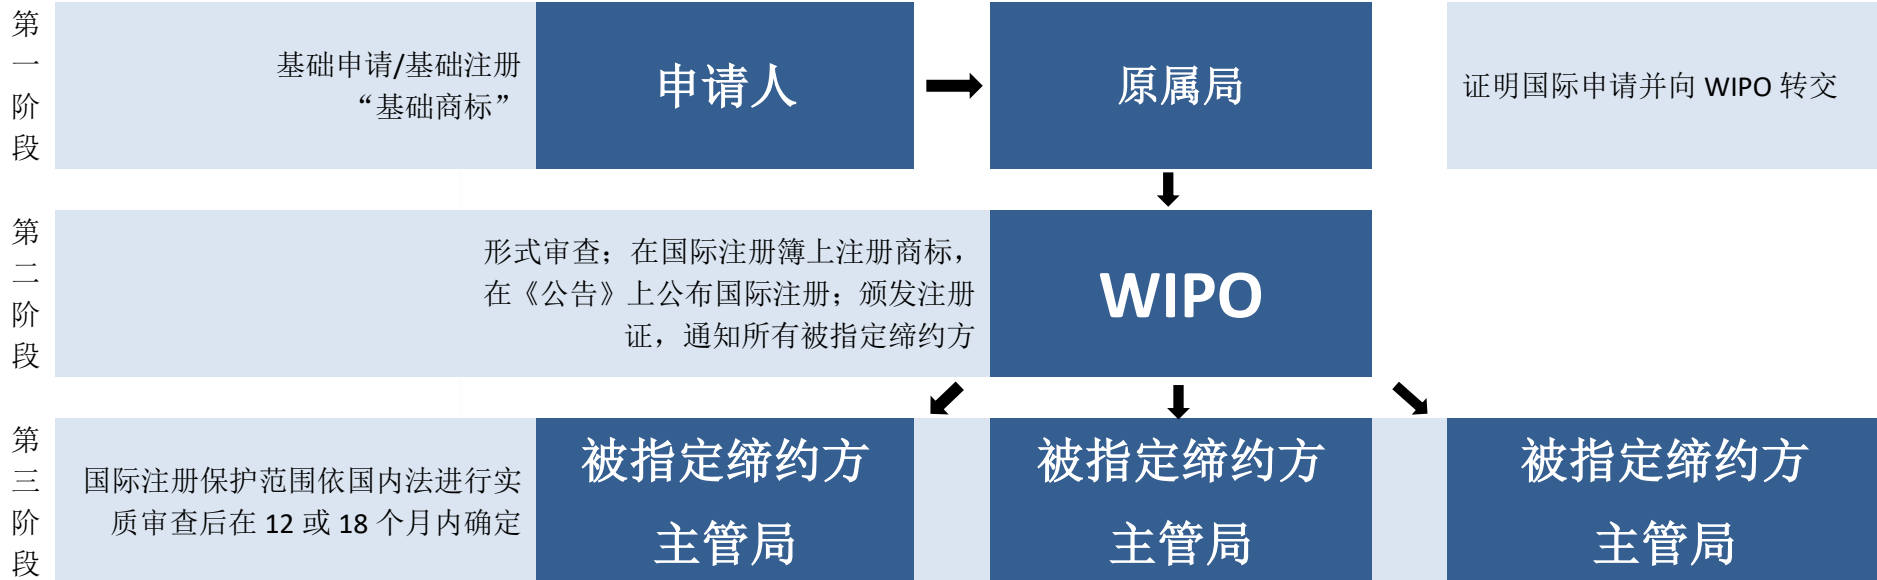 第一阶段
基础申请/基础注册
“基础商标”
申请人
原属局
证明国际申请并向 WIPO 转交
第二阶段
形式审查；在国际注册簿上注册商标，
在《公告》上公布国际注册；颁发注册
证，通知所有被指定缔约方
WIPO
第三阶段
国际注册保护范围依国内法进行实
质审查后在 12 或 18 个月内确定
被指定缔约方
主管局
被指定缔约方
主管局
被指定缔约方
主管局